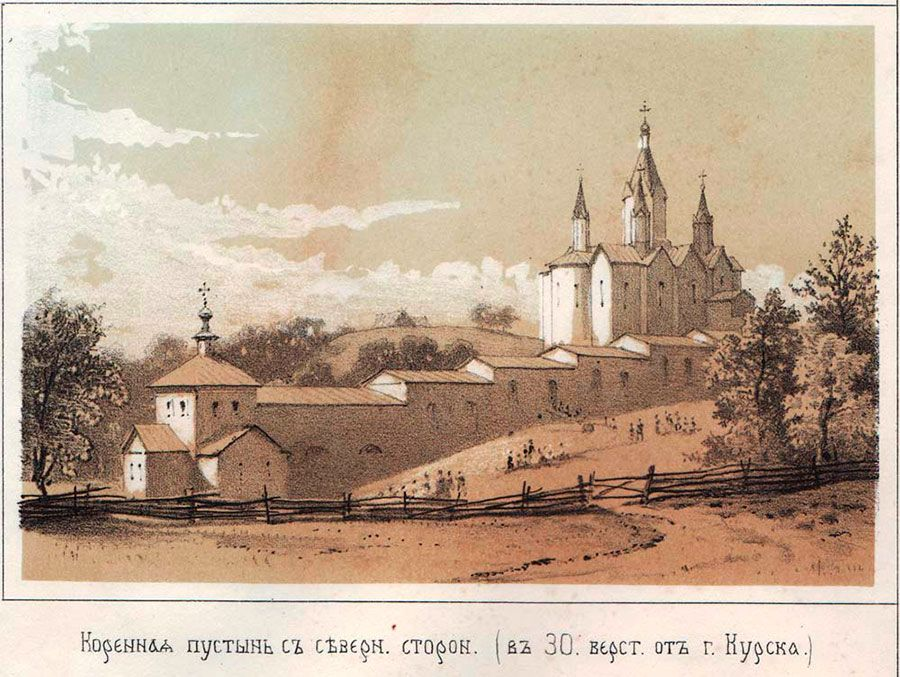 Коренная пустынь съ сѣверн. сторон. (въ 30. верст. отъ г. Курска.)